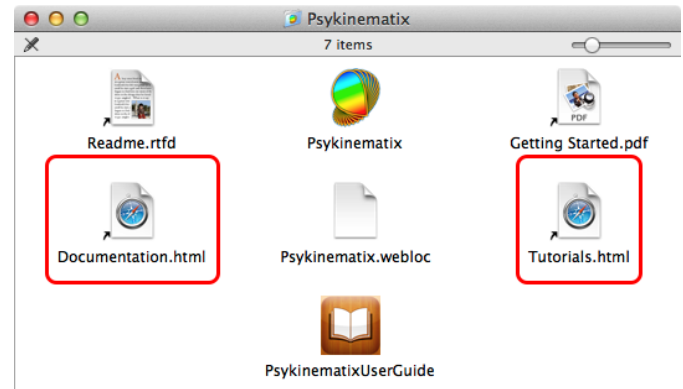 Psykinematix
7 items
Readme.rtfd
Psykinematix
Getting Started.pdf
PDF
Documentation.html
Psykinematix.webloc
Tutorials.html
PsykinematixUserGuide